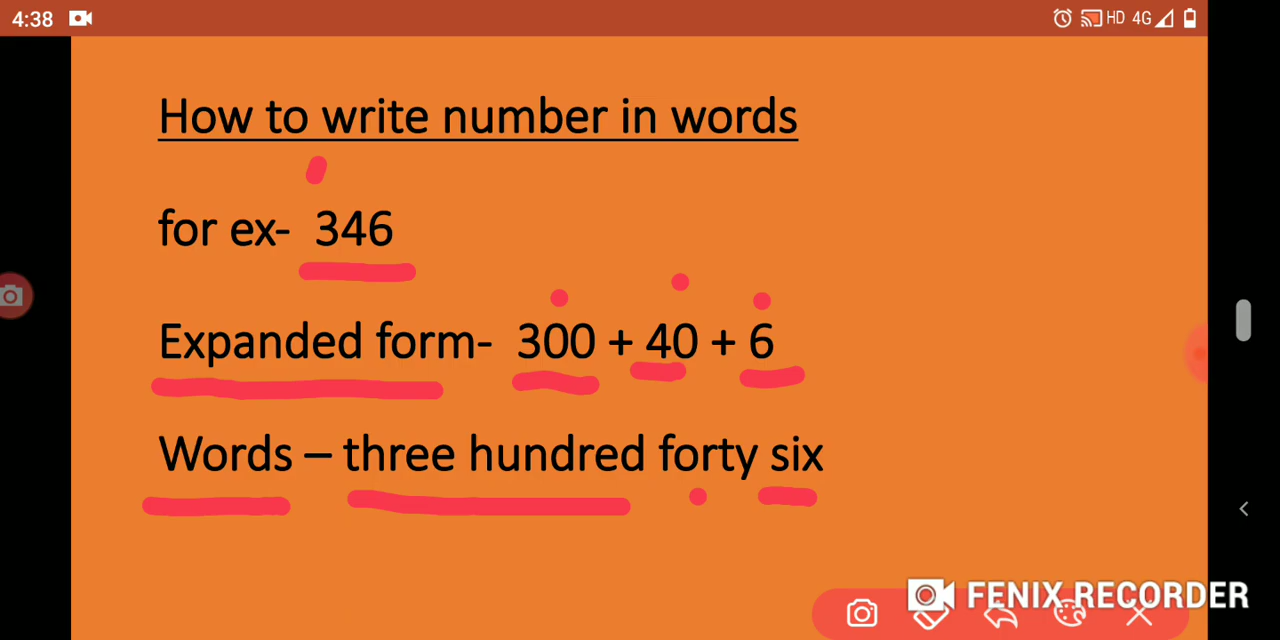 4:38
HD 4G
How to write number in words
for ex- 346
Expanded form- 300 + 40 + 6
Words – three hundred forty six
FENIX RECORDER